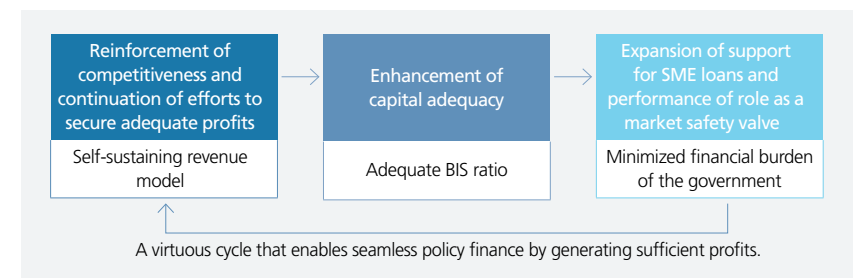 Reinforcement of
competitiveness and
continuation of efforts to
secure adequate profits
Self-sustaining revenue
model
Enhancement of
capital adequacy
Adequate BIS ratio
Expansion of support
for SME loans and
performance of role as a
market safety valve
Minimized financial burden
of the government
A virtuous cycle that enables seamless policy finance by generating sufficient profits.